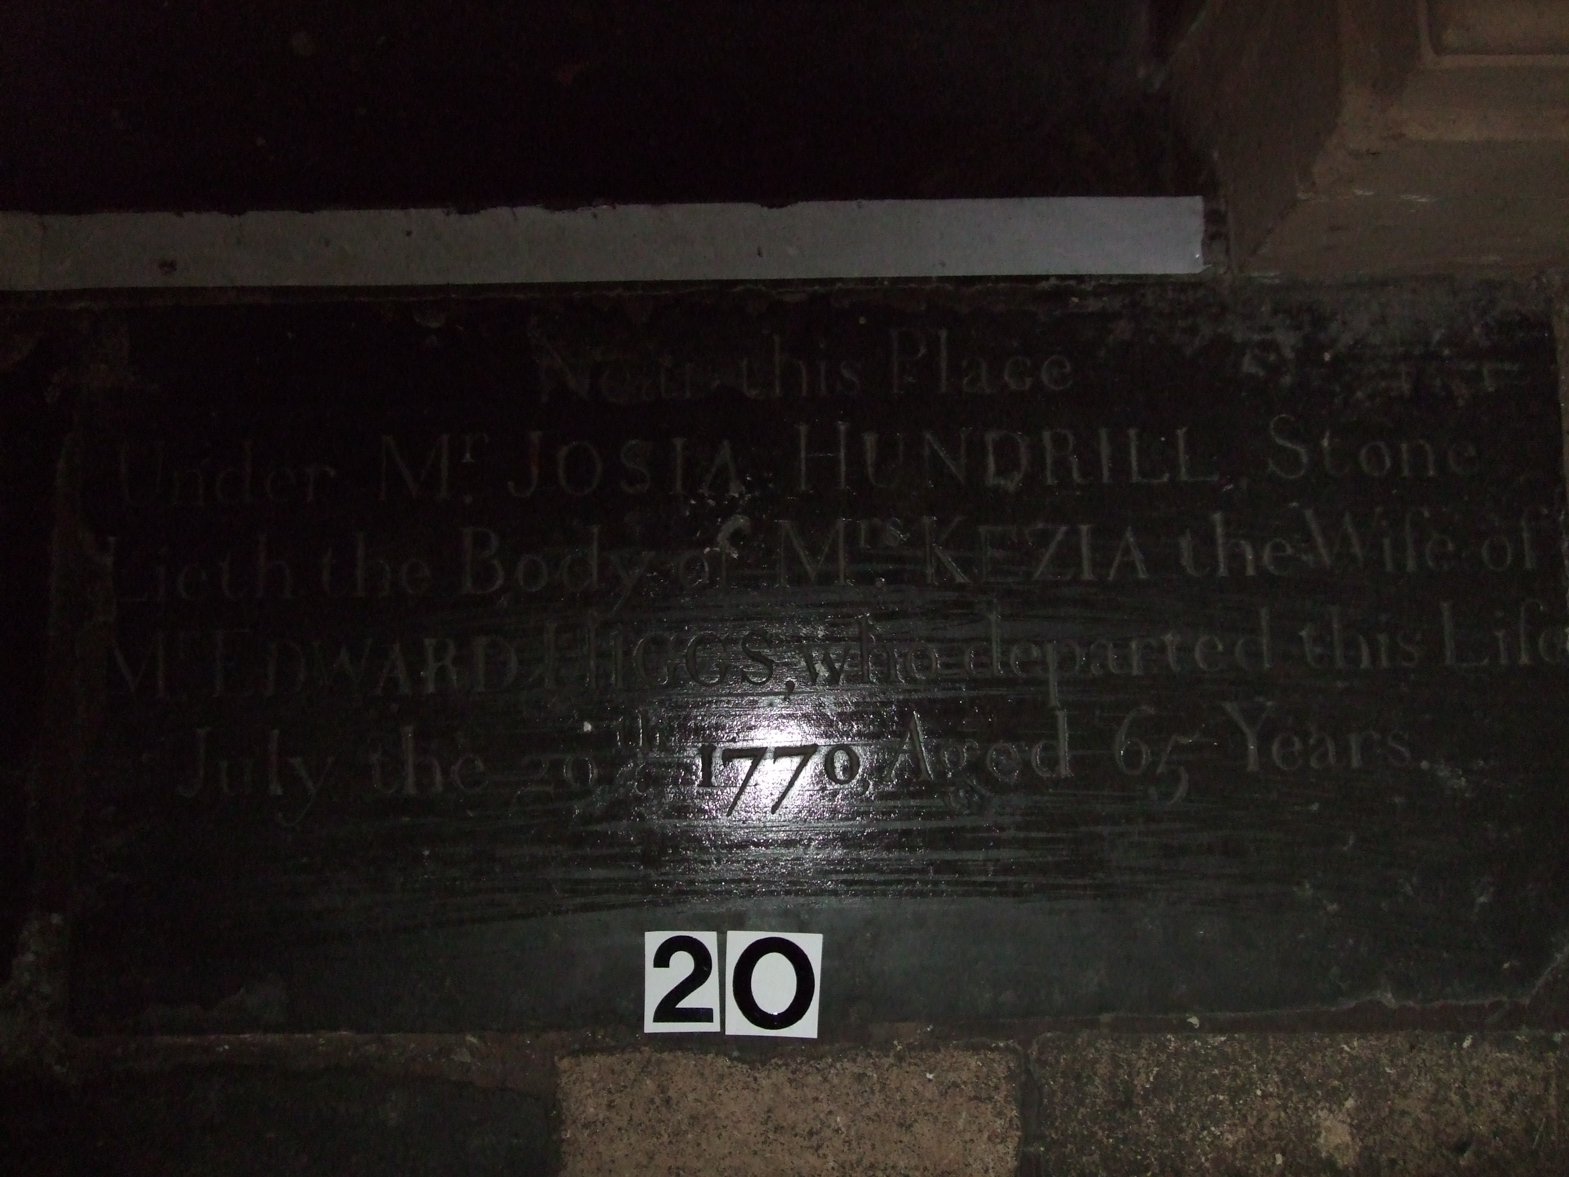 Near this Place
Under Mr. JOSIA. HUNDRILL. Stone
Lieth the Body of Mrs. KEZIA the Wife of
Mr. EDWARD HIGGS, who departed this Life
July the 20 1770, Aged 65 Years.
20